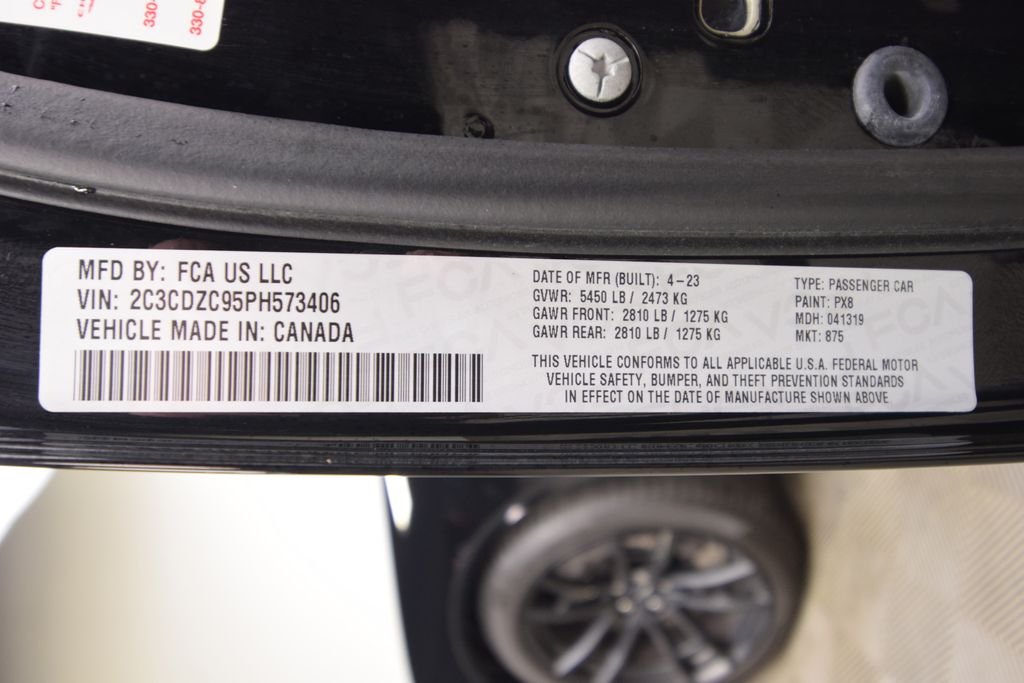 330-
330-8
MFD BY: FCA US LLC
VIN: 2C3CDZC95PH573406
VEHICLE MADE IN: CANADA
DATE OF MFR (BUILT): 4-23
GVWR: 5450 LB / 2473 KG
GAWR FRONT: 2810 LB / 1275 KG
GAWR REAR: 2810 LB / 1275 KG
TYPE: PASSENGER CAR
PAINT: PX8
MDH: 041319
MKT: 875
THIS VEHICLE CONFORMS TO ALL APPLICABLE U.S.A. FEDERAL MOTOR
VEHICLE SAFETY, BUMPER, AND THEFT PREVENTION STANDARDS
IN EFFECT ON THE DATE OF MANUFACTURE SHOWN ABOVE